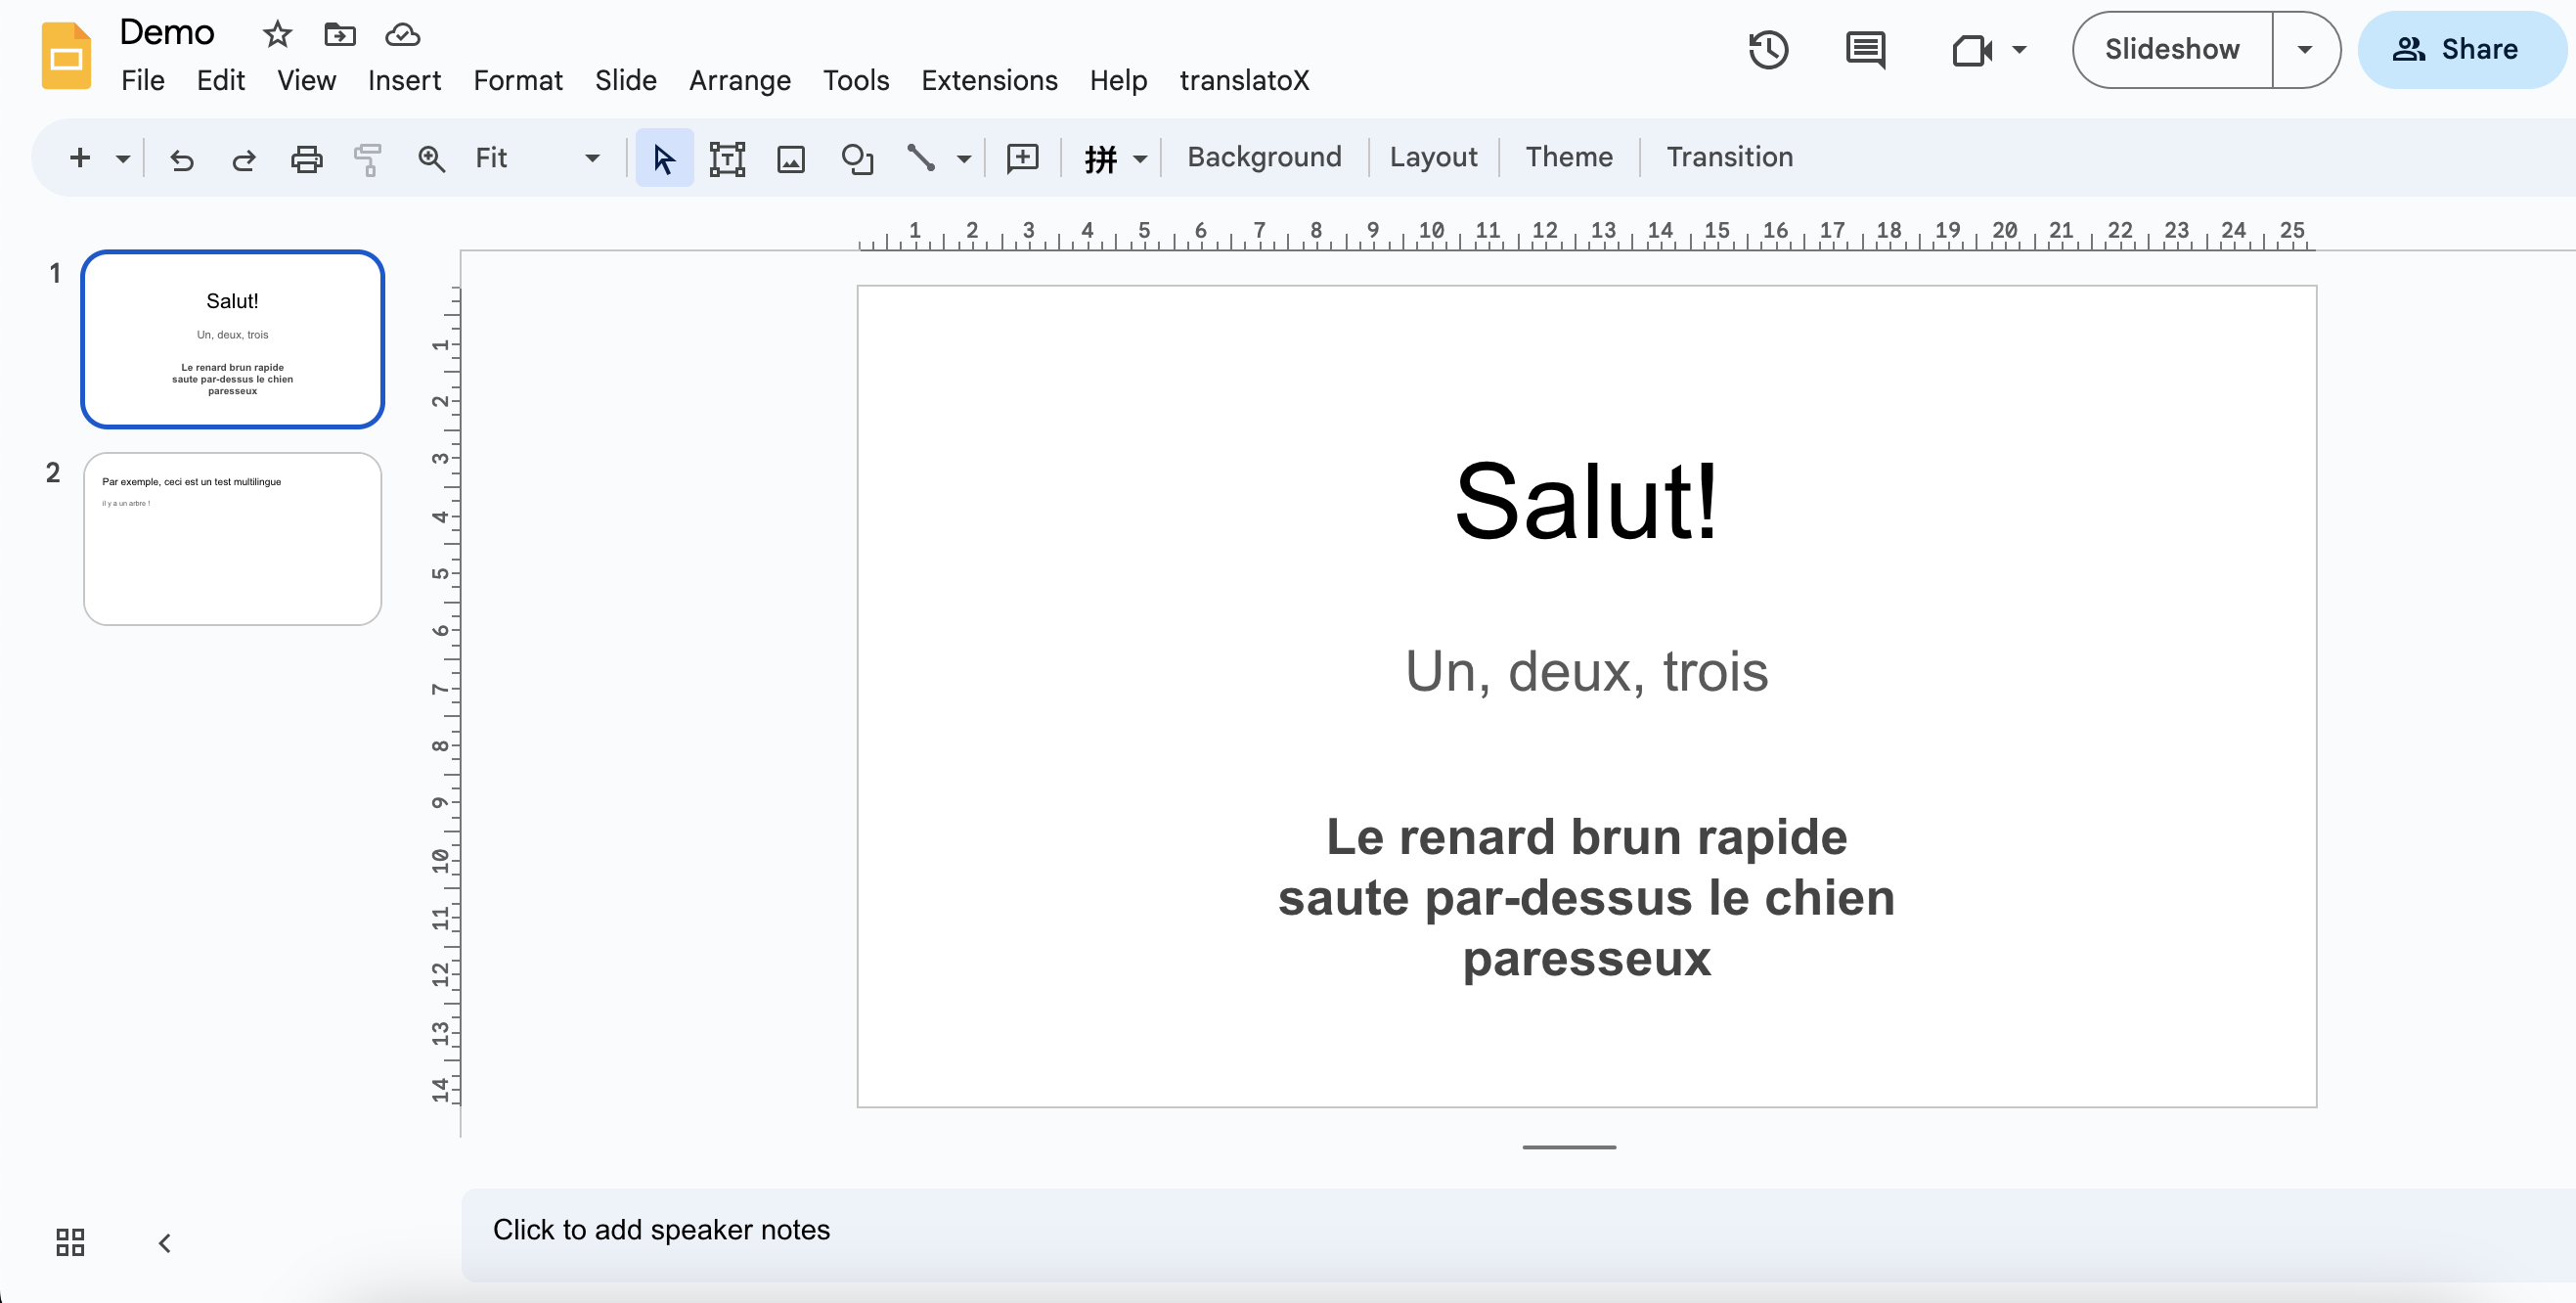 Demo
File Edit View Insert Format Slide Arrange Tools Extensions Help translatoX
Slideshow
Share
Fit
拼
Background
Layout
Theme
Transition
1 2 3 4 5 6 7 8 9 10 11 12 13 14 15 16 17 18 19 20 21 22 23 24 25
1
Salut!
Un, deux, trois
Le renard brun rapide
saute par-dessus le chien
paresseux
2
Par exemple, ceci est un test multilingue
il y a un arbre !
1
2
3
4
5
6
7
8
9
10
11
12
13
14
Salut!
Un, deux, trois
Le renard brun rapide
saute par-dessus le chien
paresseux
Click to add speaker notes